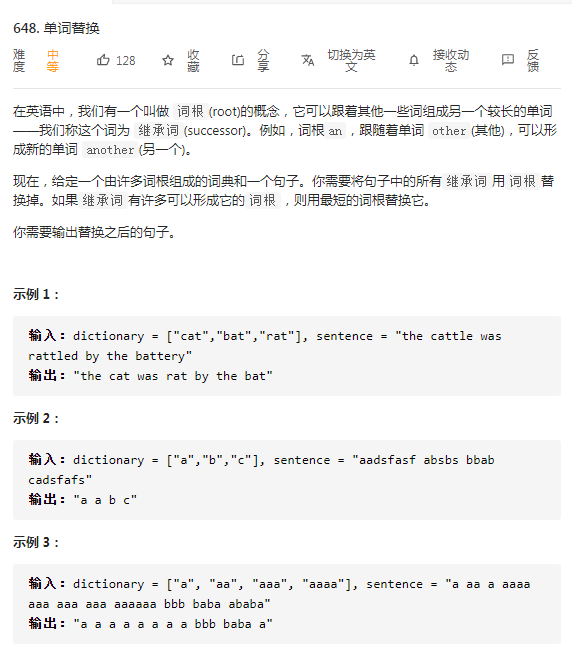 648. 单词替换
难度 中等 128 收藏 分享 切换为英文 接收动态 反馈
在英语中，我们有一个叫做 词根 (root)的概念，它可以跟着其他一些词组成另一个较长的单词
——我们称这个词为 继承词 (successor)。例如，词根 an ，跟随着单词 other (其他)，可以形
成新的单词 another (另一个)。
现在，给定一个由许多词根组成的词典和一个句子。你需要将句子中的所有 继承词 用 词根 替
换掉。如果 继承词 有许多可以形成它的 词根 ，则用最短的词根替换它。
你需要输出替换之后的句子。
示例 1：
输入：dictionary = ["cat","bat","rat"], sentence = "the cattle was
rattled by the battery"
输出："the cat was rat by the bat"
示例 2：
输入：dictionary = ["a","b","c"], sentence = "aadsfasf absbs bbab
cadsfafs"
输出："a a b c"
示例 3：
输入：dictionary = ["a", "aa", "aaa", "aaaa"], sentence = "a aa a aaaa
aaa aaa aaa aaaaaa bbb baba ababa"
输出："a a a a a a a a bbb baba a"